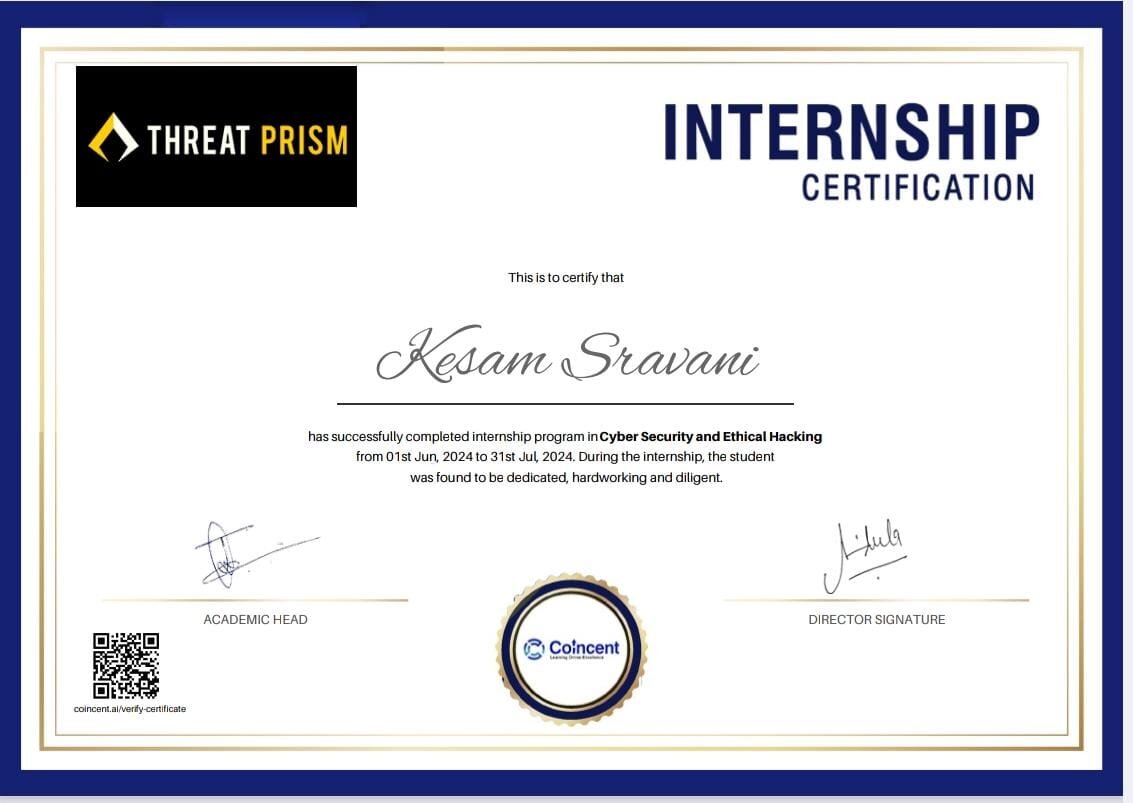 THREAT PRISM
INTERNSHIP
CERTIFICATION
This is to certify that
Kesam Sravani
has successfully completed internship program in Cyber Security and Ethical Hacking
from 01st Jun, 2024 to 31st Jul, 2024. During the internship, the student
was found to be dedicated, hardworking and diligent.
ACADEMIC HEAD
DIRECTOR SIGNATURE
Coincent
Learning Online Excellence
coincent.ai/verify-certificate